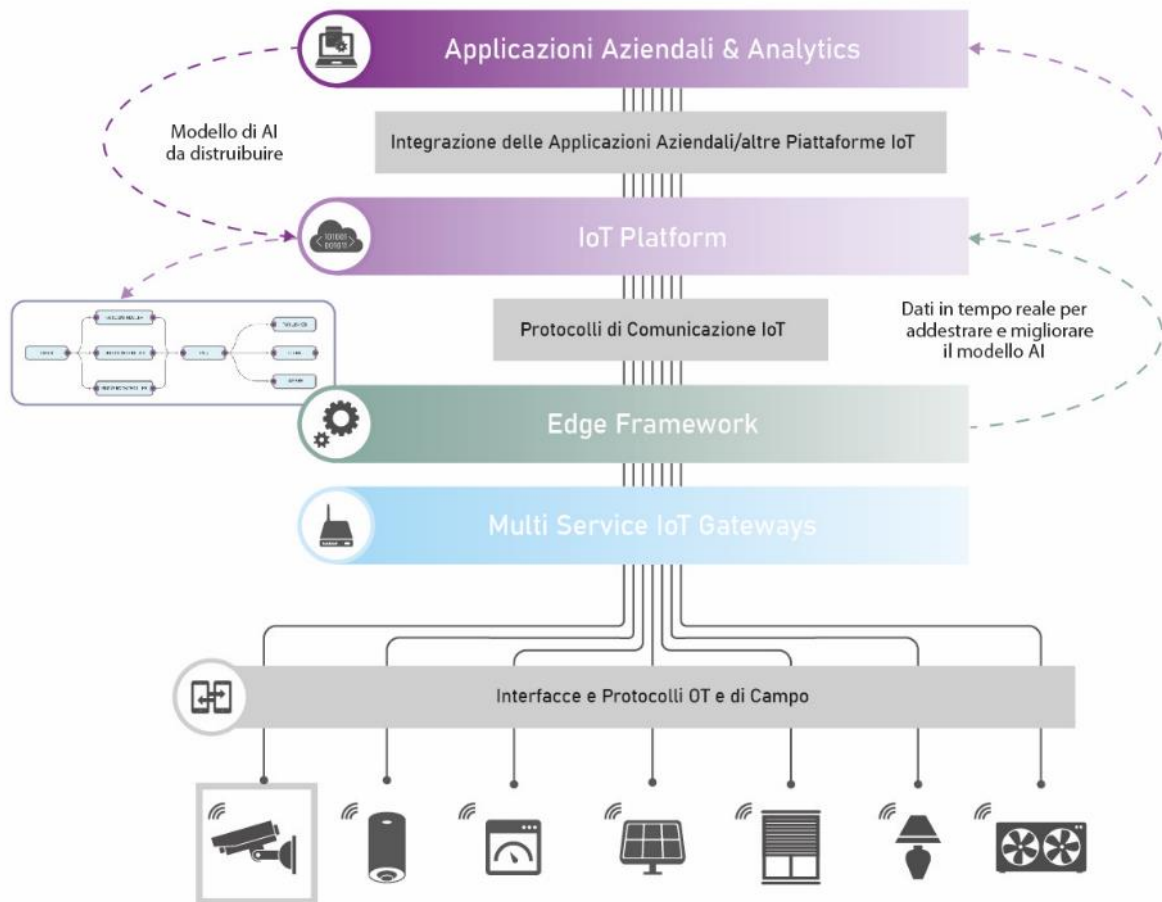 Applicazioni Aziendali & Analytics
Modello di AI
da distruibuire
Integrazione delle Applicazioni Aziendali/altre Piattaforme IoT
101001
001011
IoT Platform
Protocolli di Comunicazione IoT
Dati in tempo reale per
addestrare e migliorare
il modello AI
Edge Framework
Multi Service IoT Gateways
Interfacce e Protocolli OT e di Campo